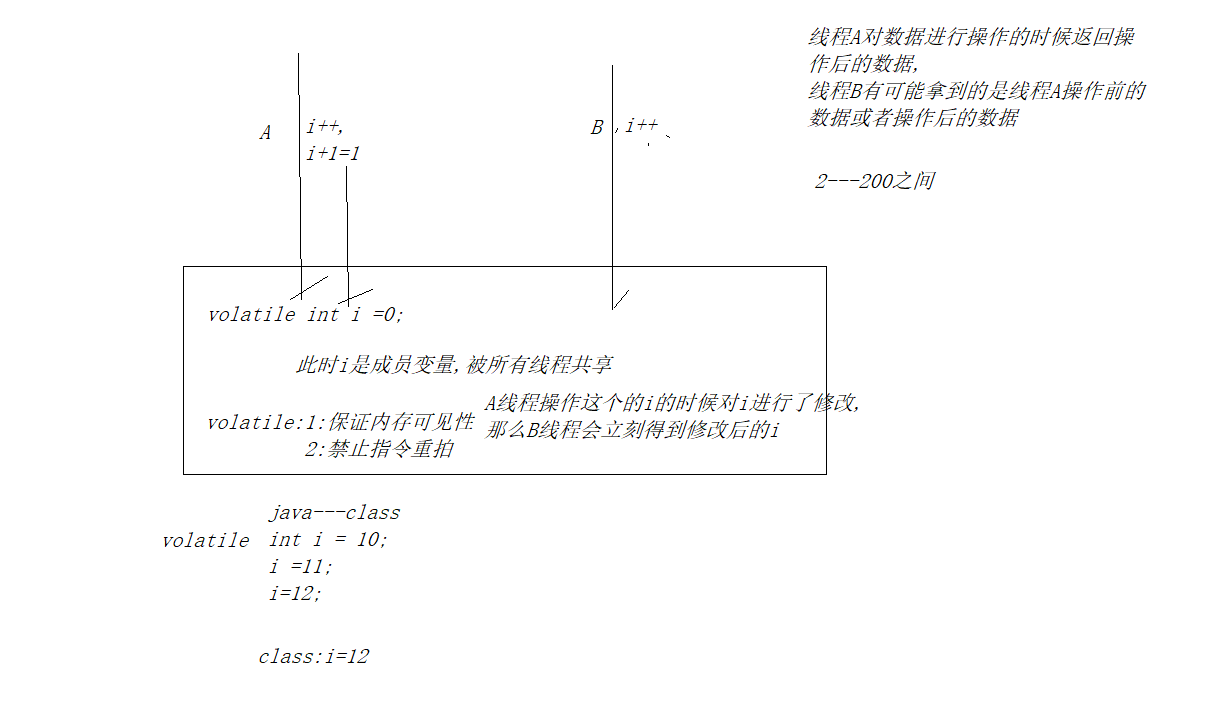 线程A对数据进行操作的时候返回操
作后的数据,
线程B有可能拿到的是线程A操作前的
数据或者操作后的数据
A
i++,
i+1=1
B
i++
2---200之间
volatile int i =0;
此时i是成员变量,被所有线程共享
A线程操作这个的i的时候对i进行了修改,
那么B线程会立刻得到修改后的i
volatile:1:保证内存可见性
2:禁止指令重拍
java---class
volatile int i = 10;
i =11;
i=12;
class:i=12